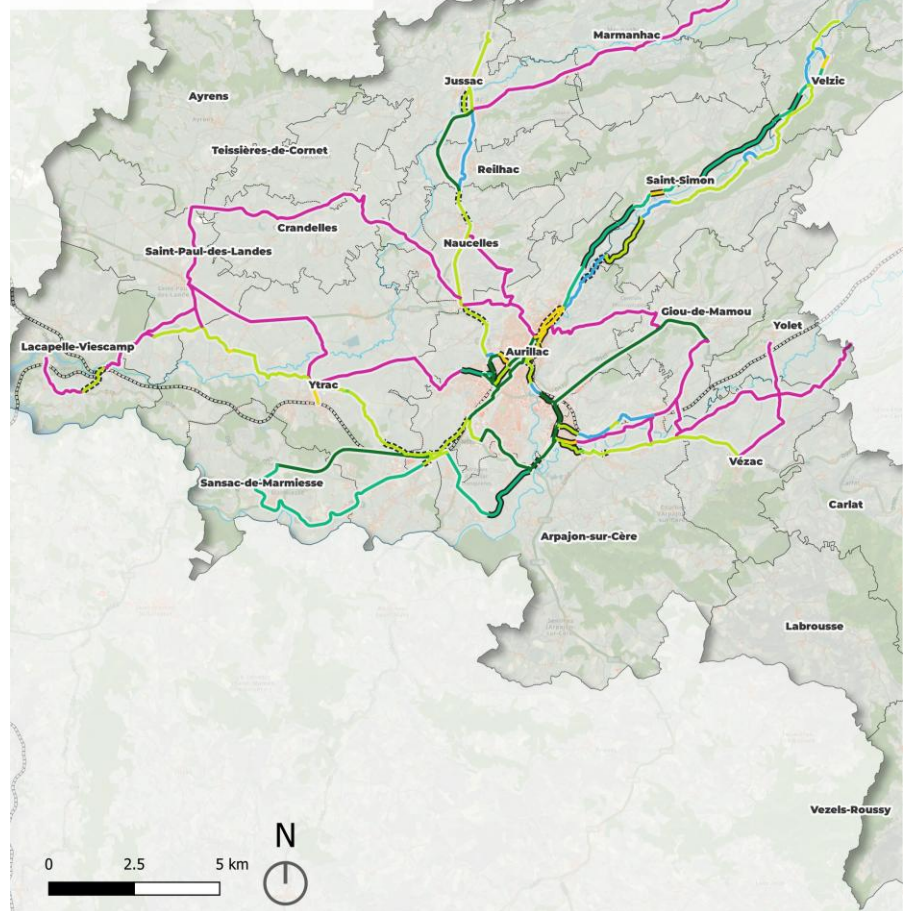 Marmanhac
Jussac
Velzic
Ayrens
Teissières-de-Cornet
Reilhac
Saint-Simon
Crandelles
Naucelles
Saint-Paul-des-Landes
Giou-de-Mamou
Yolet
Lacapelle-Viescamp
Aurillac
Ytrac
Vézac
Sansac-de-Marmiesse
Carlat
Arpajon-sur-Cère
Labrousse
Vezels-Roussy
N
0 2.5 5 km